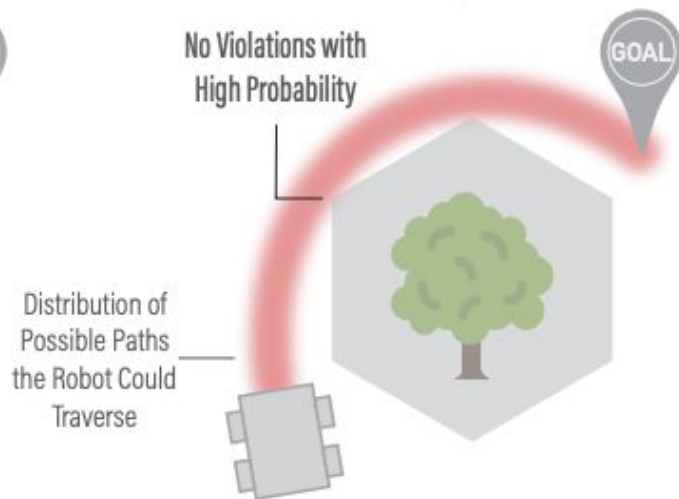 No Violations with
High Probability
GOAL
Distribution of
Possible Paths
the Robot Could
Traverse